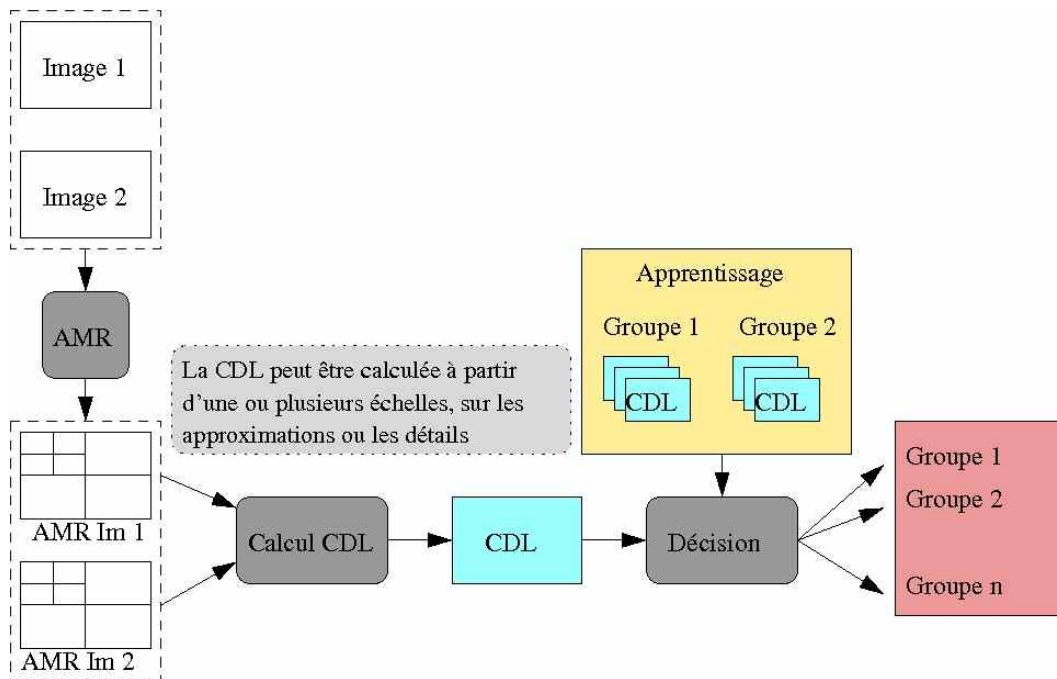 Image 1
Image 2
AMR
AMR Im 1
AMR Im 2
La CDL peut être calculée à partir
d'une ou plusieurs échelles, sur les
approximations ou les détails
Calcul CDL
CDL
Apprentissage
Groupe 1
Groupe 2
CDL
CDL
Décision
Groupe 1
Groupe 2
Groupe n